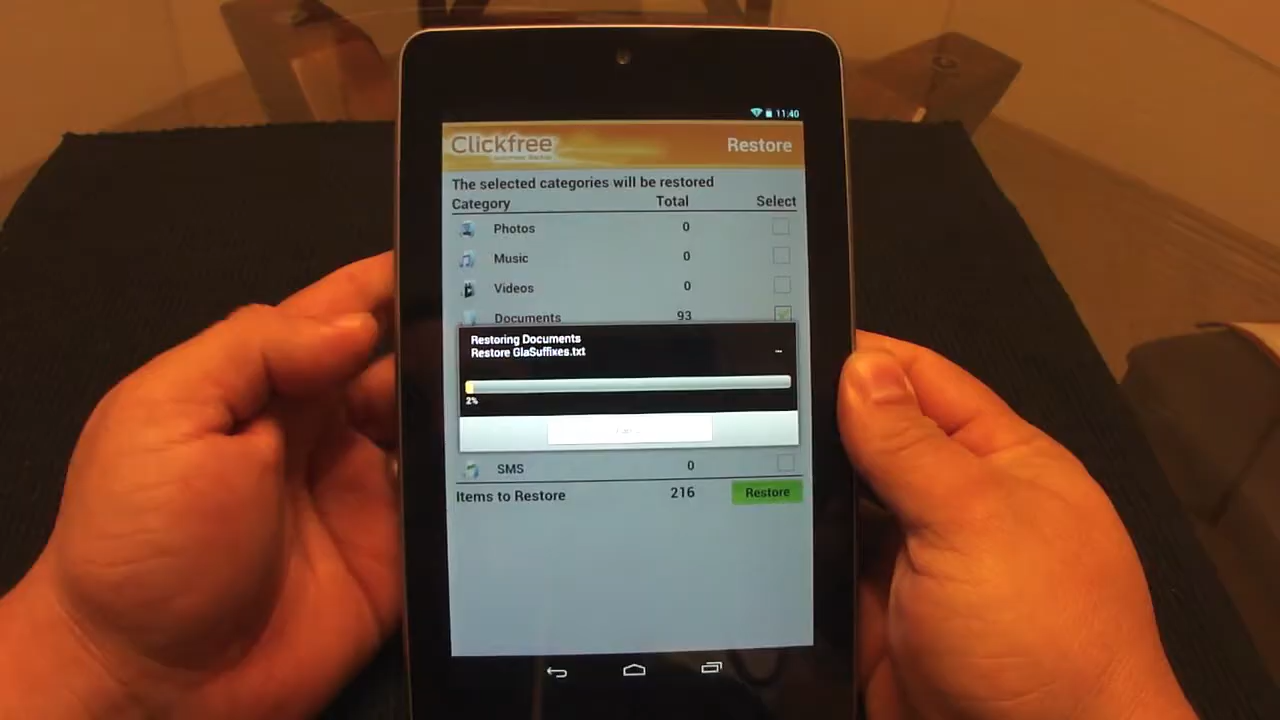 11:40
Clickfree Restore
The selected categories will be restored
Category Total Select
Photos 0
Music 0
Videos 0
Documents 93
Restoring Documents
Restore GlaSuffixes.txt
2%
SMS 0
Items to Restore 216 Restore